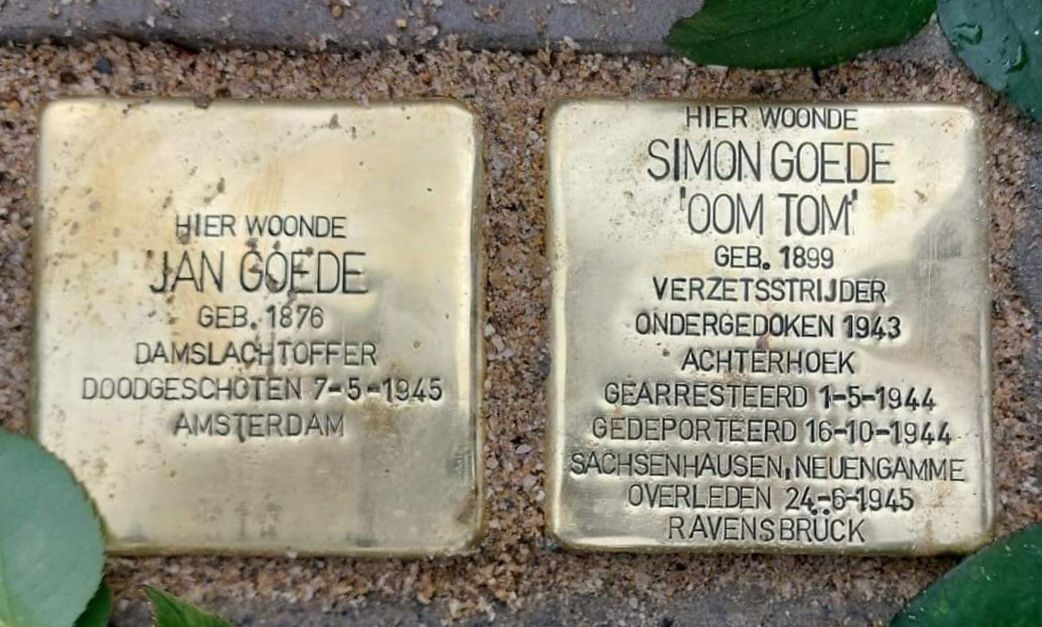 HIER WOONDE
JAN GOEDE
GEB. 1876
DAMSLACHTOFFER
DOODGESCHOTEN 7-5-1945
AMSTERDAM
HIER WOONDE
SIMON GOEDE
'OOM TOM'
GEB. 1899
VERZETSSTRIJDER
ONDERGEDOKEN 1943
ACHTERHOEK
GEARRESTEERD 1-5-1944
GEDEPORTEERD 16-10-1944
SACHSENHAUSEN, NEUENGAMME
OVERLEDEN 24-6-1945
RAVENSBRÜCK